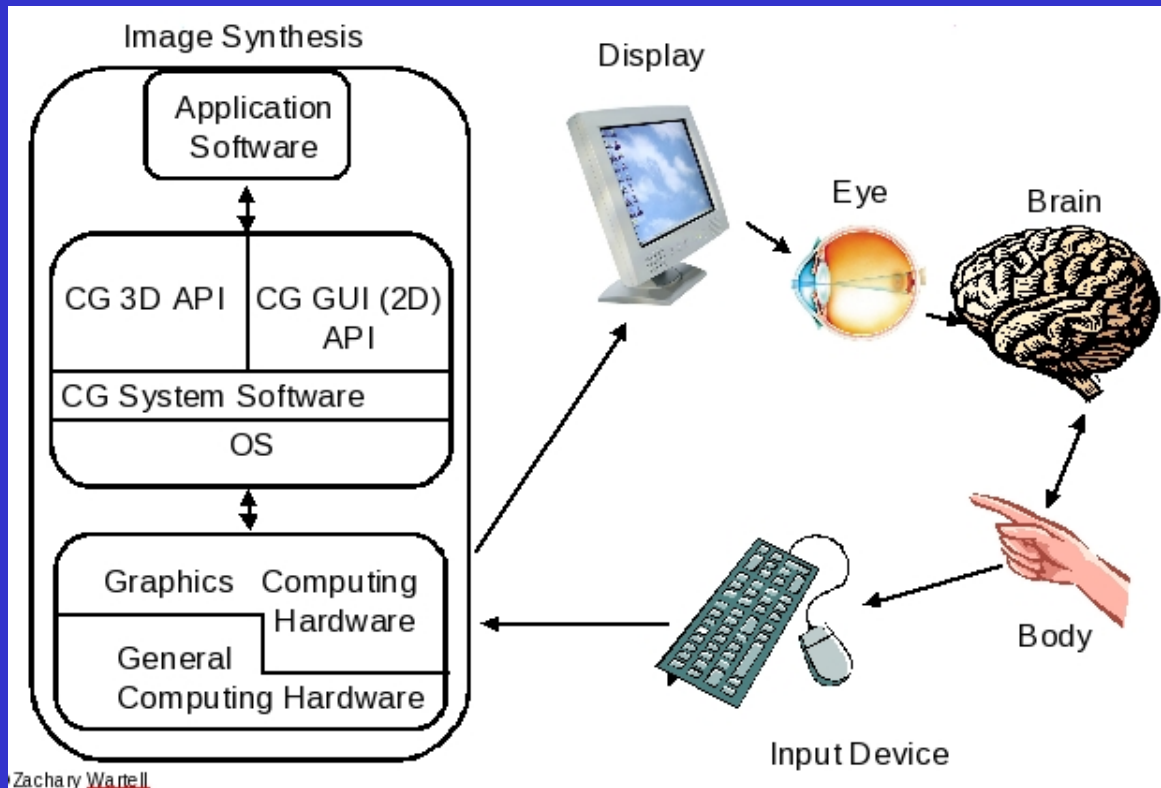 Image Synthesis
Application
Software
CG 3D API
CG GUI (2D)
API
CG System Software
OS
Graphics Computing
Hardware
General
Computing Hardware
Display
Eye
Brain
Body
Input Device
Zachary Wartell